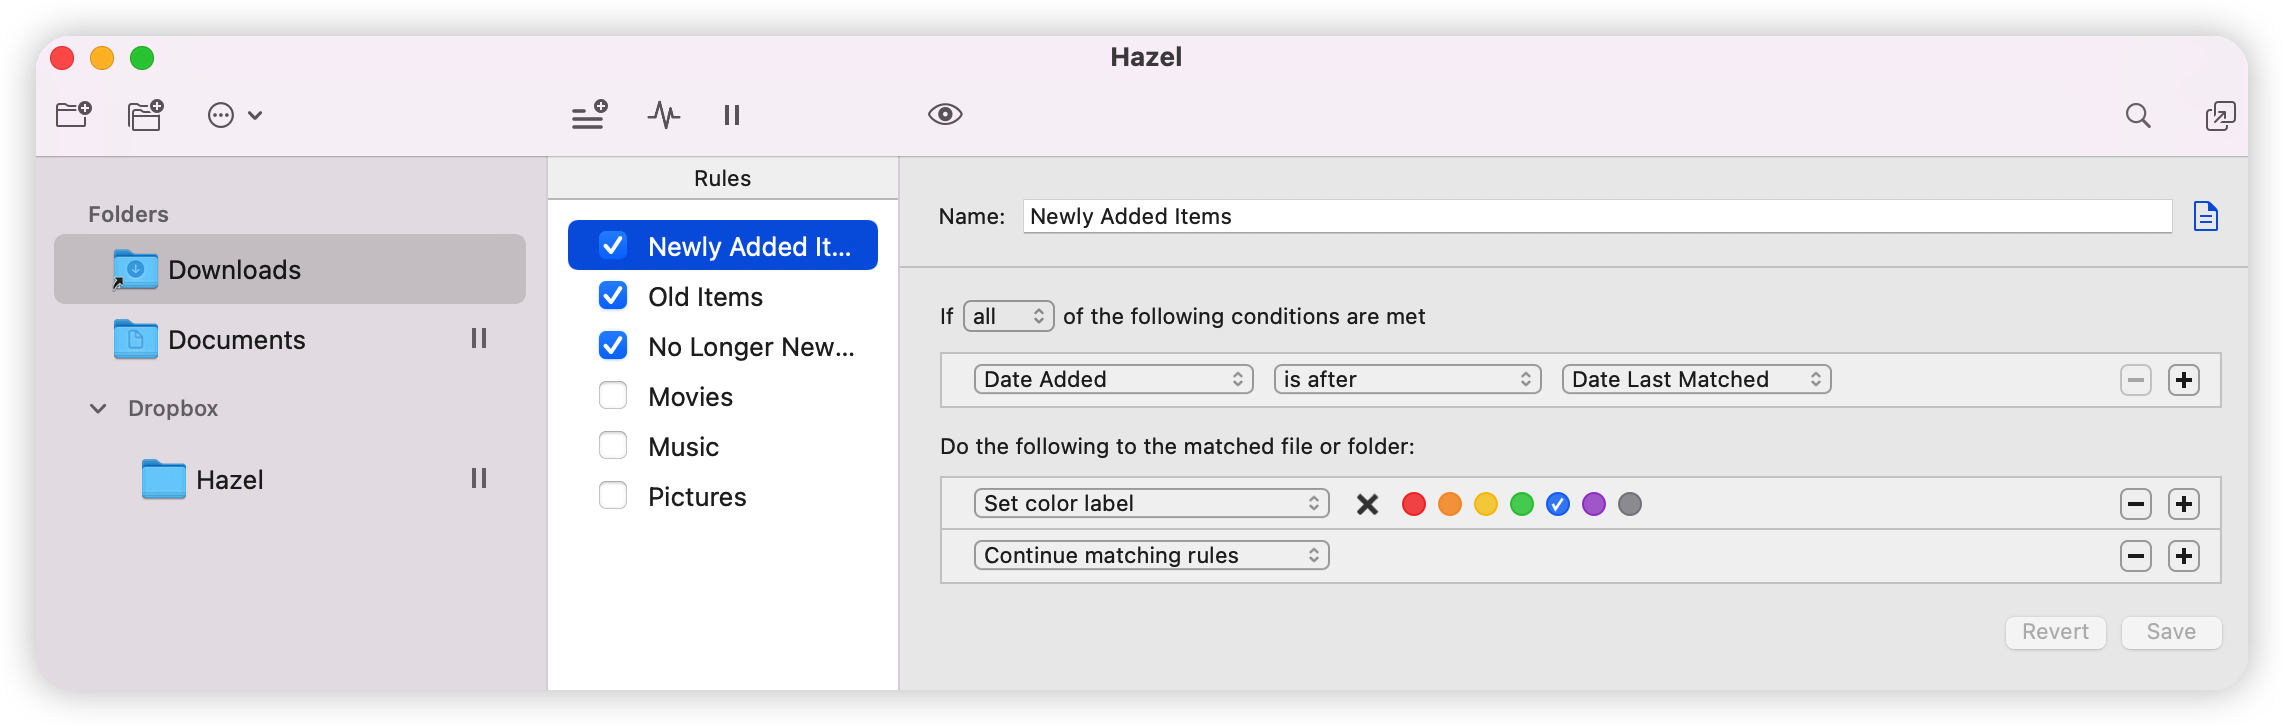 Hazel
Folders
Downloads
Documents
Dropbox
Hazel
Rules
Newly Added It...
Old Items
No Longer New...
Movies
Music
Pictures
Name: Newly Added Items
If all of the following conditions are met
Date Added is after Date Last Matched
Do the following to the matched file or folder:
Set color label
Continue matching rules
Revert Save